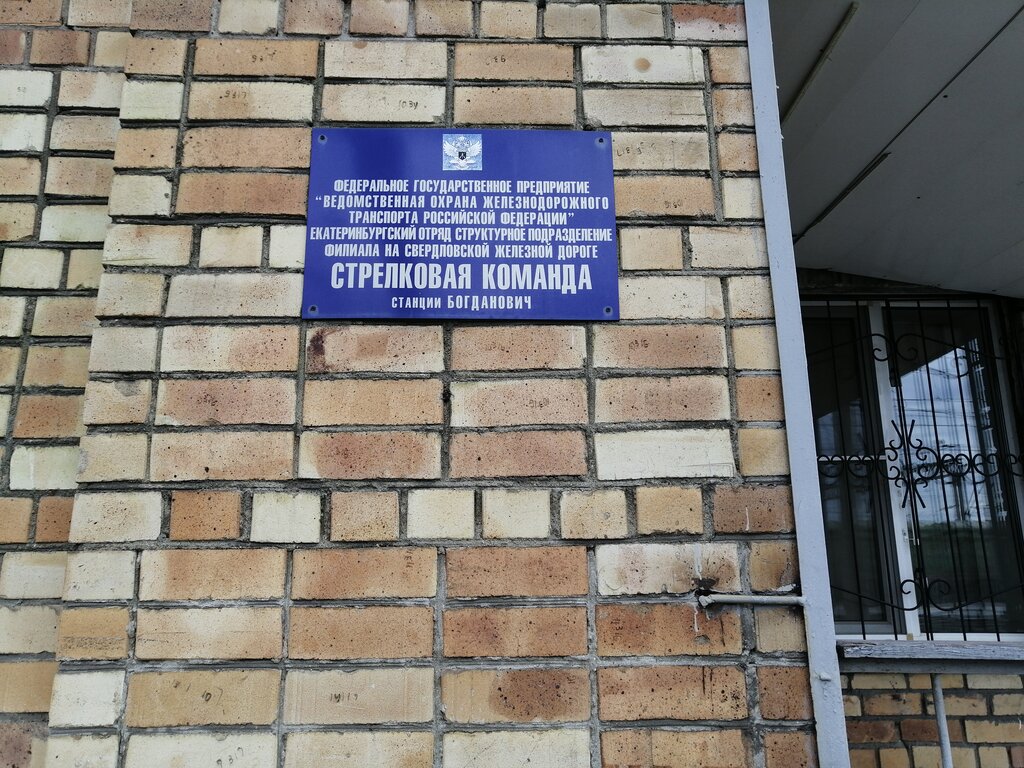 ФЕДЕРАЛЬНОЕ ГОСУДАРСТВЕННОЕ ПРЕДПРИЯТИЕ
“ВЕДОМСТВЕННАЯ ОХРАНА ЖЕЛЕЗНОДОРОЖНОГО
ТРАНСПОРТА РОССИЙСКОЙ ФЕДЕРАЦИИ”
ЕКАТЕРИНБУРГСКИЙ ОТРЯД СТРУКТУРНОЕ ПОДРАЗДЕЛЕНИЕ
ФИЛИАЛА НА СВЕРДЛОВСКОЙ ЖЕЛЕЗНОЙ ДОРОГЕ
СТРЕЛКОВАЯ КОМАНДА
СТАНЦИИ БОГДАНОВИЧ